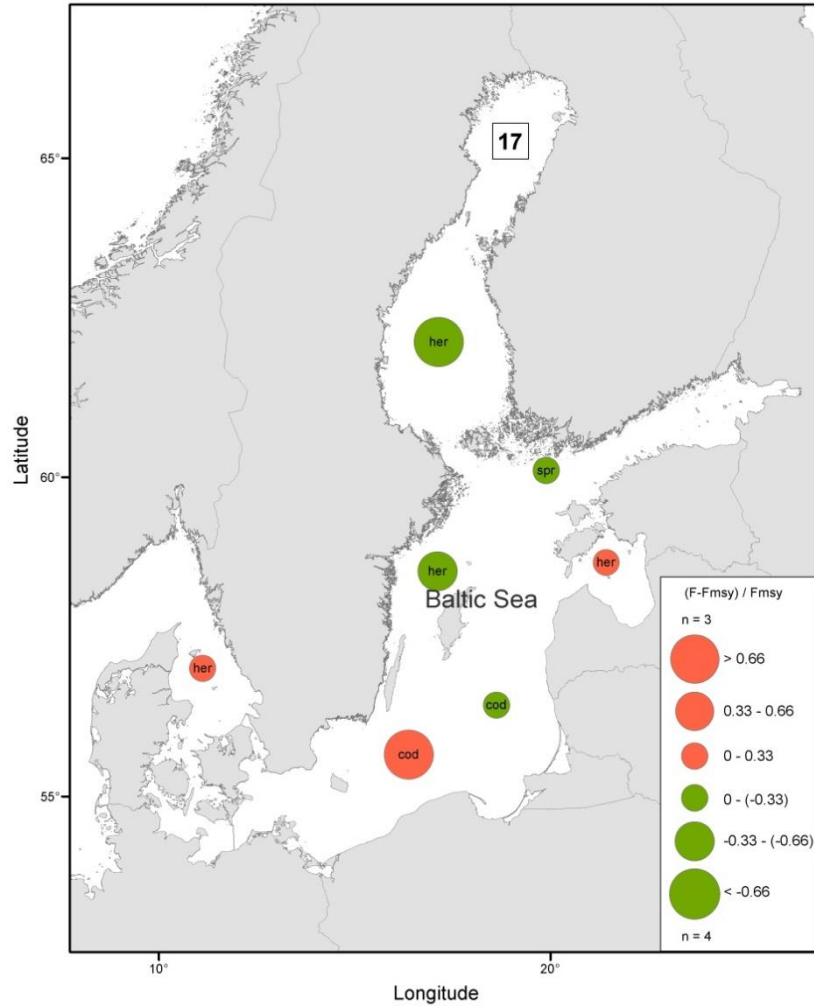 65°
17
her
Latitude
60°
spr
her
her
Baltic Sea
her
cod
cod
55°
(F-Fmsy) / Fmsy
n = 3
> 0.66
0.33 - 0.66
0 - 0.33
0 - (-0.33)
-0.33 - (-0.66)
< -0.66
n = 4
10°
20°
Longitude